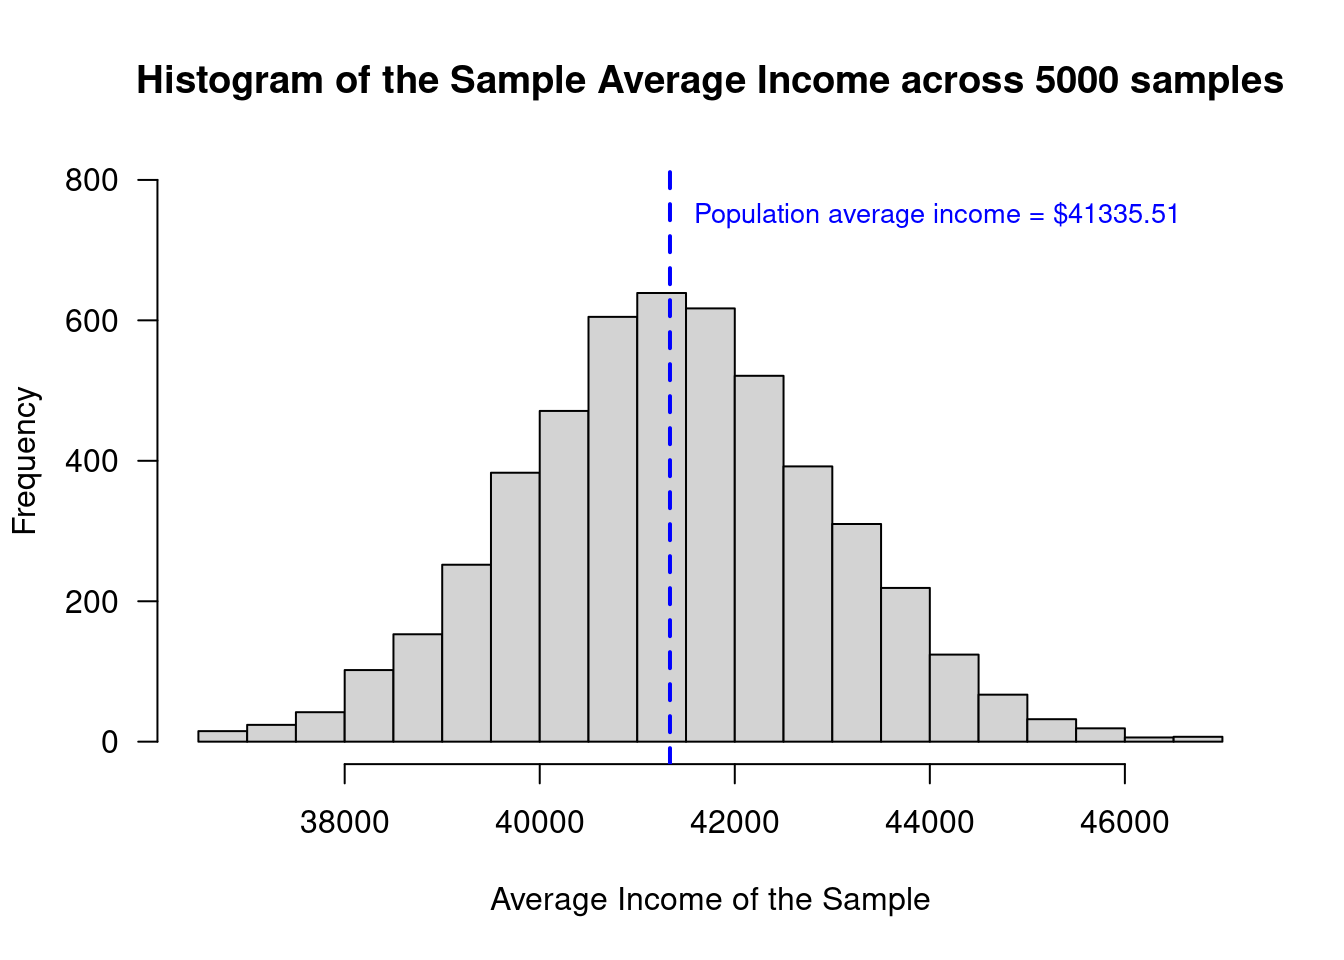 Histogram of the Sample Average Income across 5000 samples
800
Population average income = $41335.51
600
400
200
0
Frequency
38000 40000 42000 44000 46000
Average Income of the Sample